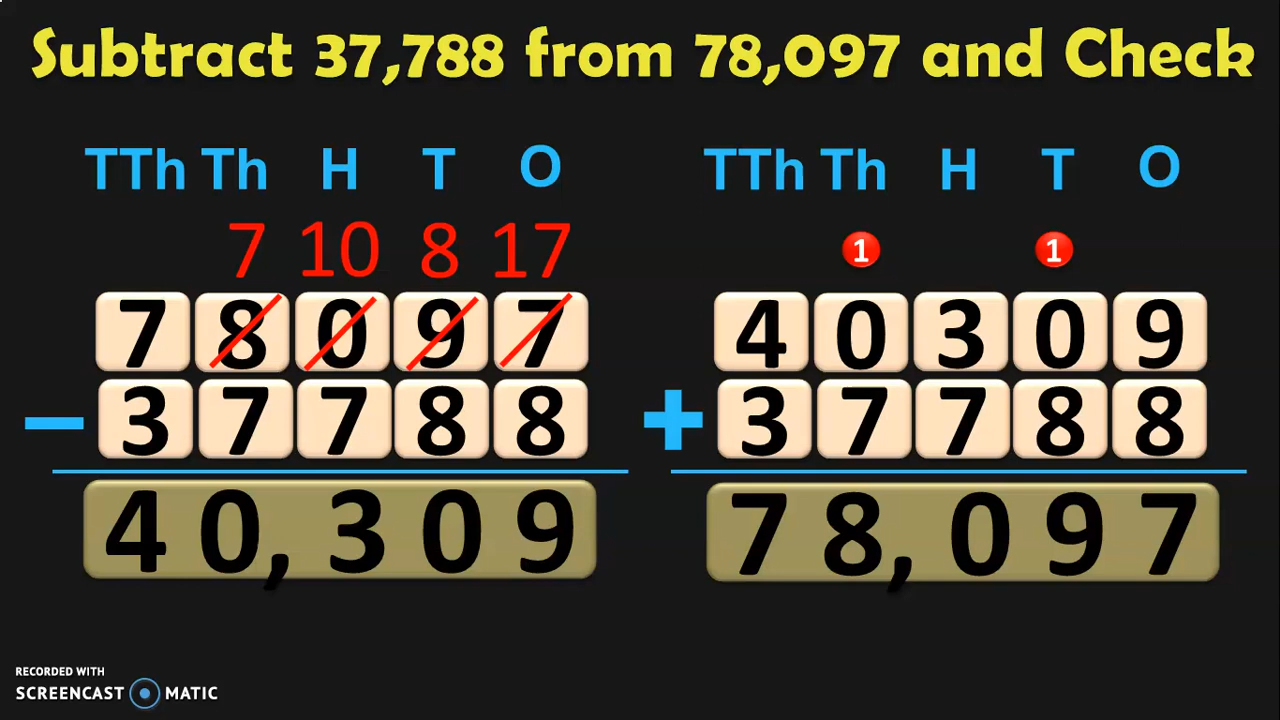 Subtract 37,788 from 78,097 and Check
TTh Th H T O
7 10 8 17
7 8 0 9 7
− 3 7 7 8 8
4 0, 3 0 9
TTh Th H T O
1 1
4 0 3 0 9
+ 3 7 7 8 8
7 8, 0 9 7
RECORDED WITH
SCREENCAST MATIC